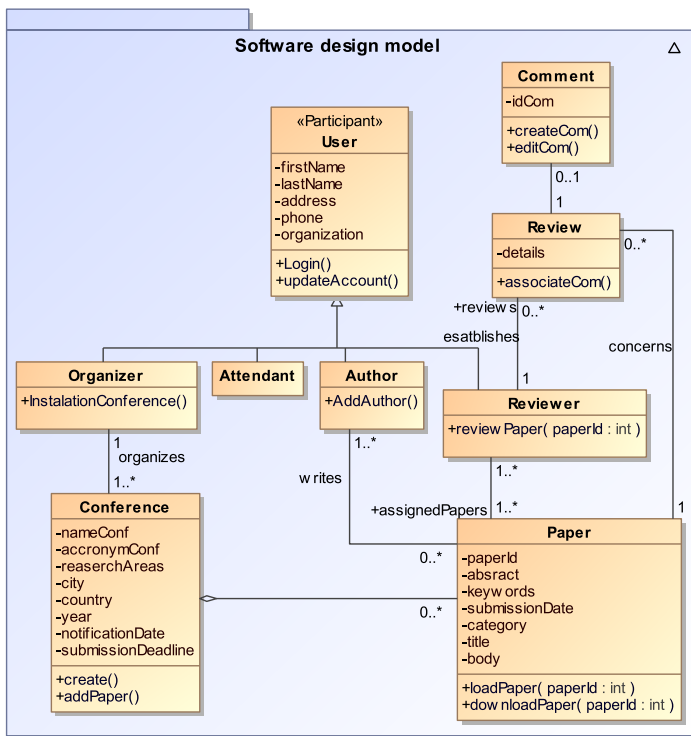 Software design model
Comment
-idCom
+createCom()
+editCom()
0..1
1
«Participant»
User
-firstName
-lastName
-address
-phone
-organization
+Login()
+updateAccount()
Review
-details
+associateCom()
0..*
+reviews
0..*
esatblishes
concerns
1
Organizer
+InstalationConference()
Attendant
Author
+AddAuthor()
Reviewer
+reviewPaper( paperId : int )
1
organizes
1..*
1..*
writes
0..*
1..*
+assignedPapers
1..*
1
Conference
-nameConf
-accronymConf
-reaserchAreas
-city
-country
-year
-notificationDate
-submissionDeadline
+create()
+addPaper()
0..*
Paper
-paperId
-absract
-keywords
-submissionDate
-category
-title
-body
+loadPaper( paperId : int )
+downloadPaper( paperId : int )